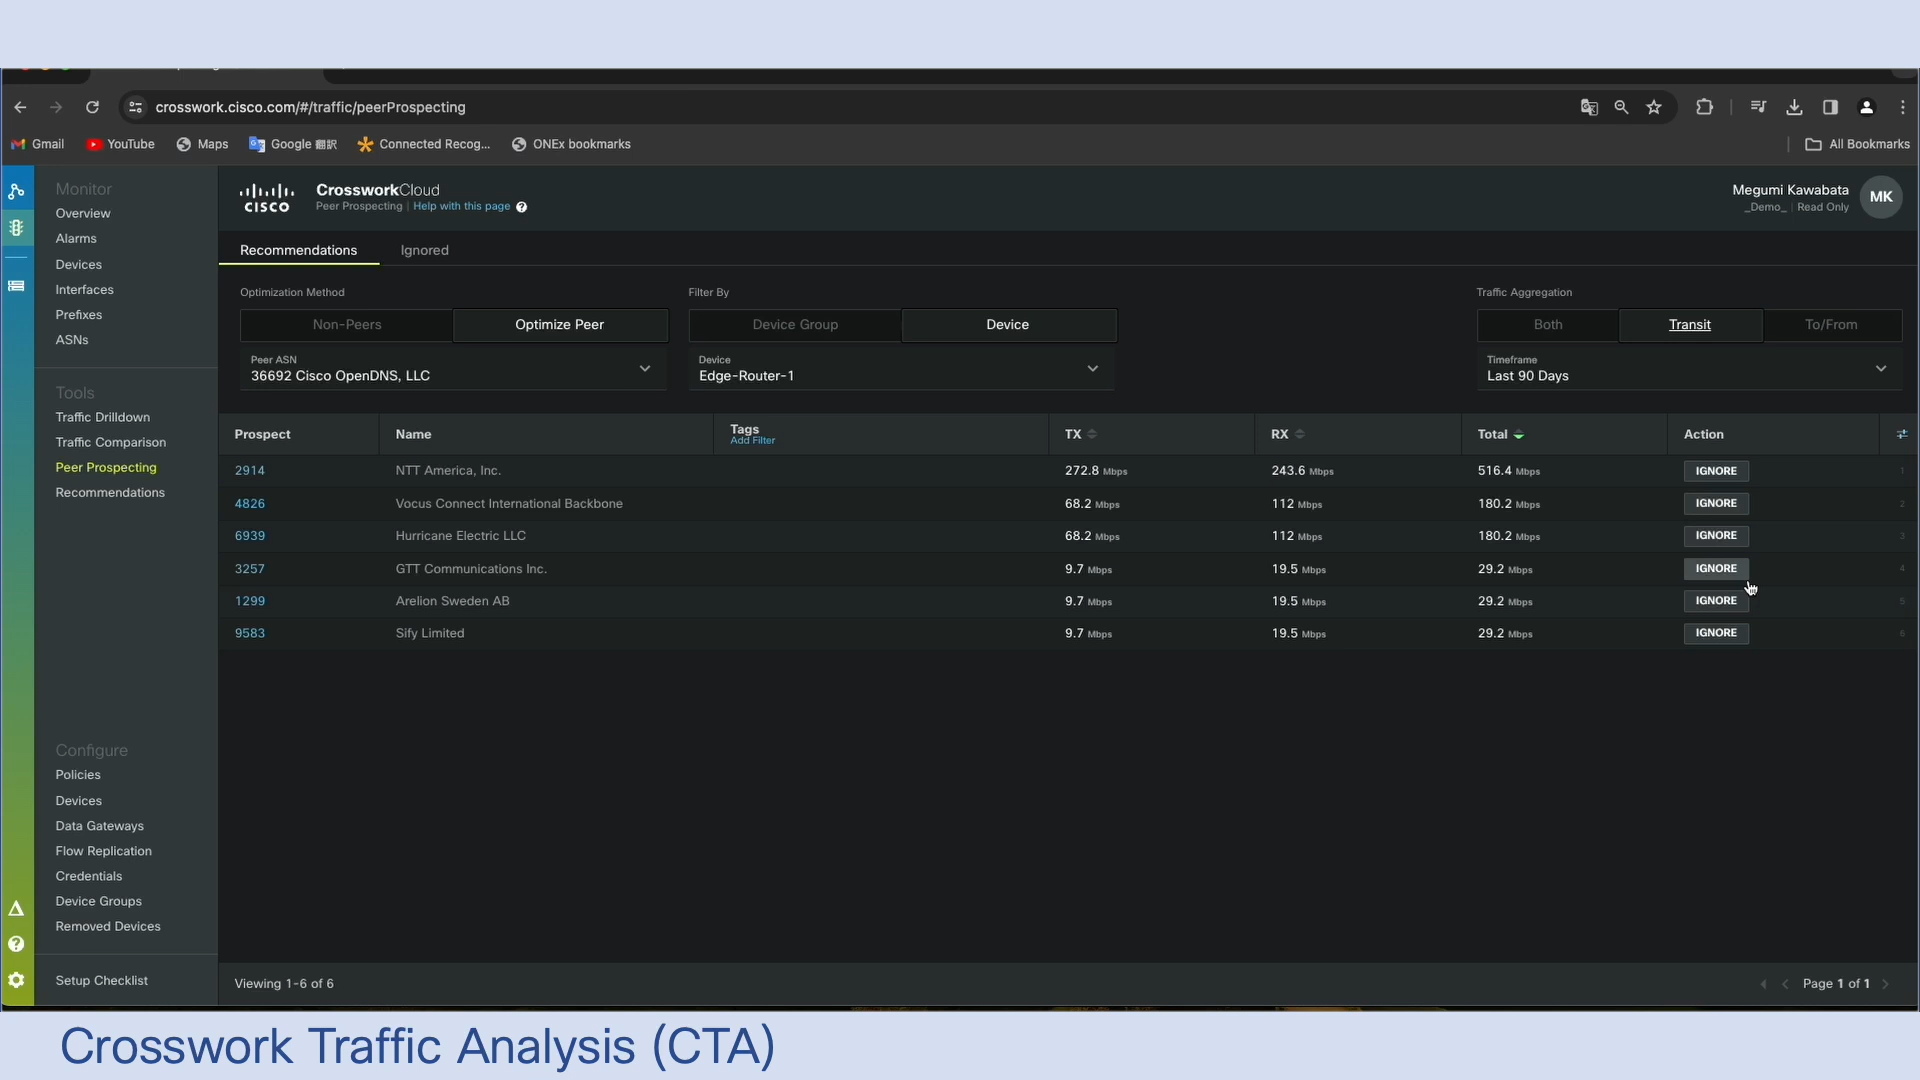 crosswork.cisco.com/#/traffic/peerProspecting
Gmail YouTube Maps Google 翻訳 Connected Recog... ONEx bookmarks All Bookmarks
Monitor
Overview
Alarms
Devices
Interfaces
Prefixes
ASNs
Tools
Traffic Drilldown
Traffic Comparison
Peer Prospecting
Recommendations
Configure
Policies
Devices
Data Gateways
Flow Replication
Credentials
Device Groups
Removed Devices
Setup Checklist
CISCO
CrossworkCloud
Peer Prospecting | Help with this page ?
Megumi Kawabata
_Demo_ | Read Only
MK
Recommendations Ignored
Optimization Method Filter By Traffic Aggregation
Non-Peers Optimize Peer Device Group Device Both Transit To/From
Peer ASN Device Timeframe
36692 Cisco OpenDNS, LLC Edge-Router-1 Last 90 Days
Prospect Name Tags TX RX Total Action
Add Filter
2914 NTT America, Inc. 272.8 Mbps 243.6 Mbps 516.4 Mbps IGNORE 1
4826 Vocus Connect International Backbone 68.2 Mbps 112 Mbps 180.2 Mbps IGNORE 2
6939 Hurricane Electric LLC 68.2 Mbps 112 Mbps 180.2 Mbps IGNORE 3
3257 GTT Communications Inc. 9.7 Mbps 19.5 Mbps 29.2 Mbps IGNORE 4
1299 Arelion Sweden AB 9.7 Mbps 19.5 Mbps 29.2 Mbps IGNORE 5
9583 Sify Limited 9.7 Mbps 19.5 Mbps 29.2 Mbps IGNORE 6
Viewing 1-6 of 6 Page 1 of 1
Crosswork Traffic Analysis (CTA)